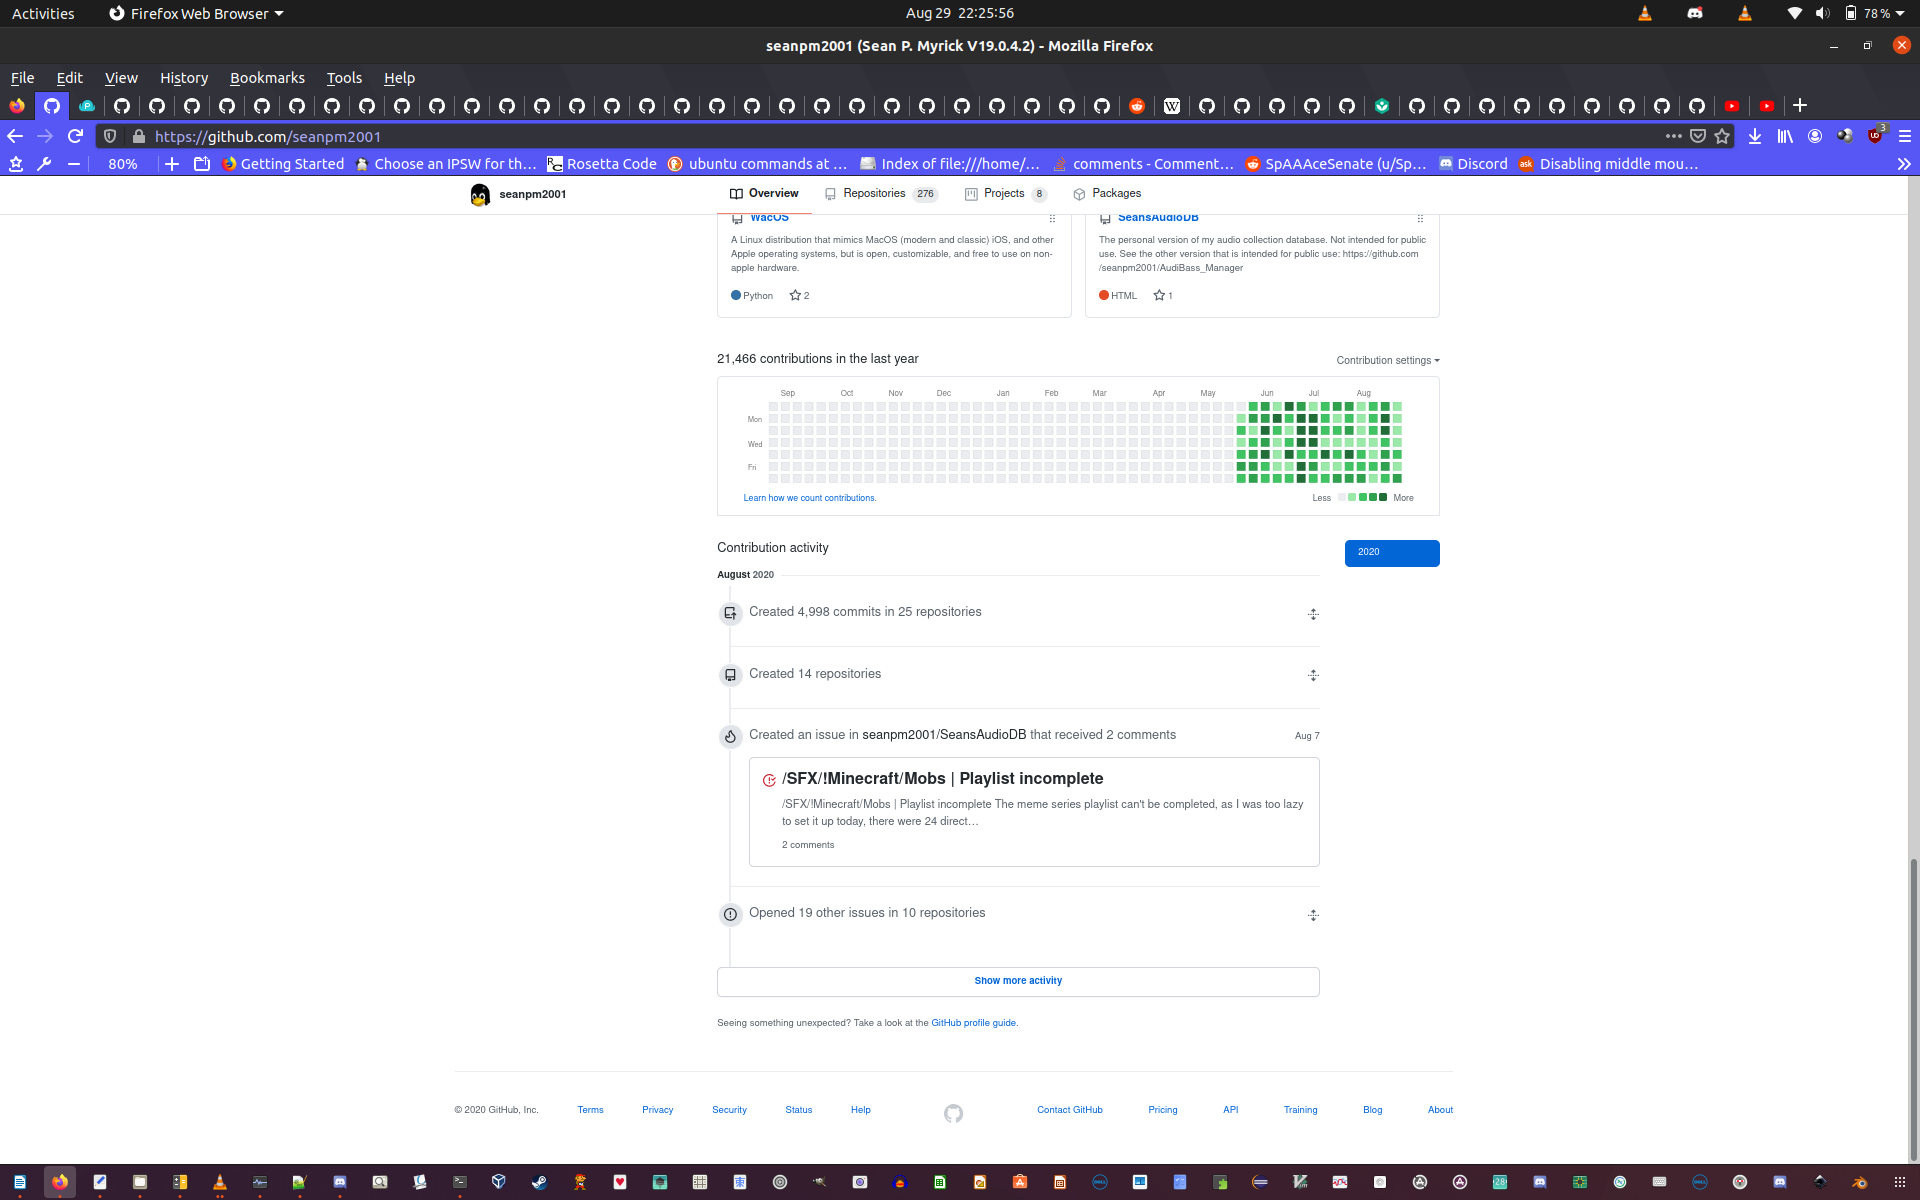 Activities
Firefox Web Browser
Aug 29 22:25:56
78 %
seanpm2001 (Sean P. Myrick V19.0.4.2) - Mozilla Firefox
File Edit View History Bookmarks Tools Help
https://github.com/seanpm2001
3
80%
Getting Started
Choose an IPSW for th…
Rosetta Code
ubuntu commands at …
Index of file:///home/…
comments - Comment…
SpAAAceSenate (u/Sp…
Discord
Disabling middle mou…
seanpm2001
Overview
Repositories 276
Projects 8
Packages
WacOS
A Linux distribution that mimics MacOS (modern and classic) iOS, and other
Apple operating systems, but is open, customizable, and free to use on non-
apple hardware.
Python 2
SeansAudioDB
The personal version of my audio collection database. Not intended for public
use. See the other version that is intended for public use: https://github.com
/seanpm2001/AudiBass_Manager
HTML 1
21,466 contributions in the last year
Contribution settings
Sep Oct Nov Dec Jan Feb Mar Apr May Jun Jul Aug
Mon
Wed
Fri
Learn how we count contributions.
Less More
Contribution activity
2020
August 2020
Created 4,998 commits in 25 repositories
Created 14 repositories
Created an issue in seanpm2001/SeansAudioDB that received 2 comments
Aug 7
/SFX/!Minecraft/Mobs | Playlist incomplete
/SFX/!Minecraft/Mobs | Playlist incomplete The meme series playlist can't be completed, as I was too lazy
to set it up today, there were 24 direct…
2 comments
Opened 19 other issues in 10 repositories
Show more activity
Seeing something unexpected? Take a look at the GitHub profile guide.
© 2020 GitHub, Inc. Terms Privacy Security Status Help Contact GitHub Pricing API Training Blog About